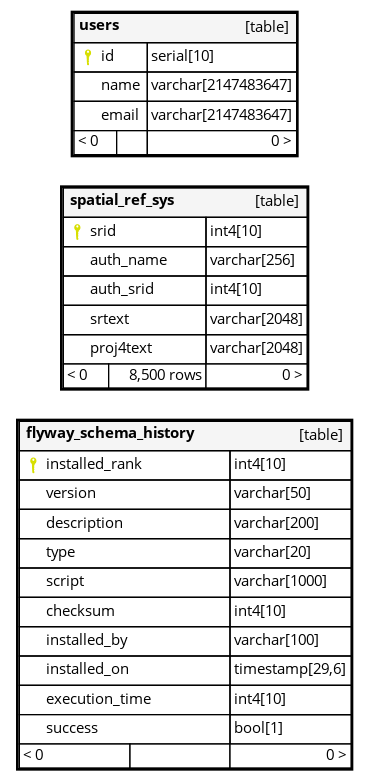 users [table]
id serial[10]
name varchar[2147483647]
email varchar[2147483647]
< 0 0 >
spatial_ref_sys [table]
srid int4[10]
auth_name varchar[256]
auth_srid int4[10]
srtext varchar[2048]
proj4text varchar[2048]
< 0 8,500 rows 0 >
flyway_schema_history [table]
installed_rank int4[10]
version varchar[50]
description varchar[200]
type varchar[20]
script varchar[1000]
checksum int4[10]
installed_by varchar[100]
installed_on timestamp[29,6]
execution_time int4[10]
success bool[1]
< 0 0 >